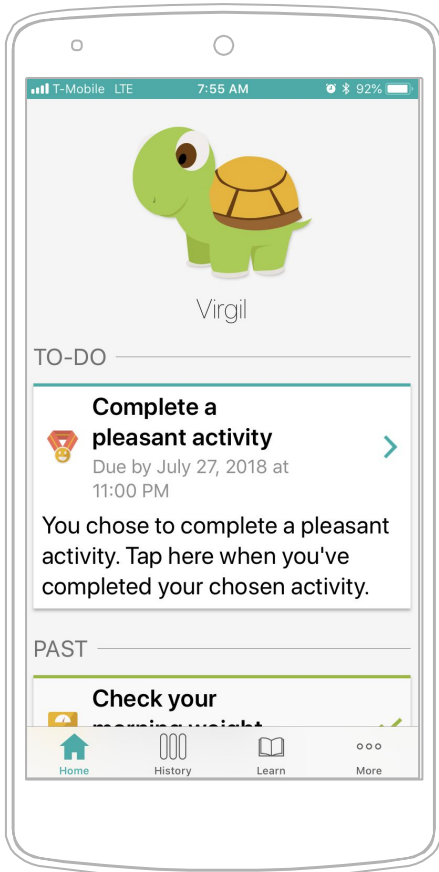 T-Mobile LTE 7:55 AM 92%
Virgil
TO-DO
Complete a
pleasant activity
Due by July 27, 2018 at
11:00 PM
You chose to complete a pleasant
activity. Tap here when you've
completed your chosen activity.
PAST
Check your
morning weight
Home History Learn More